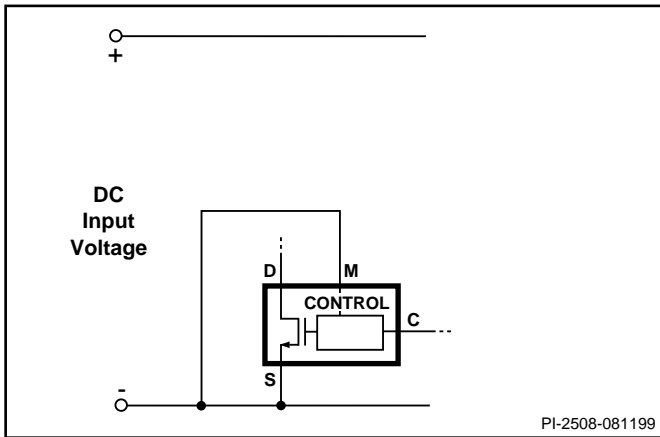 +
DC
Input
Voltage
D
M
CONTROL
C
S
-
PI-2508-081199